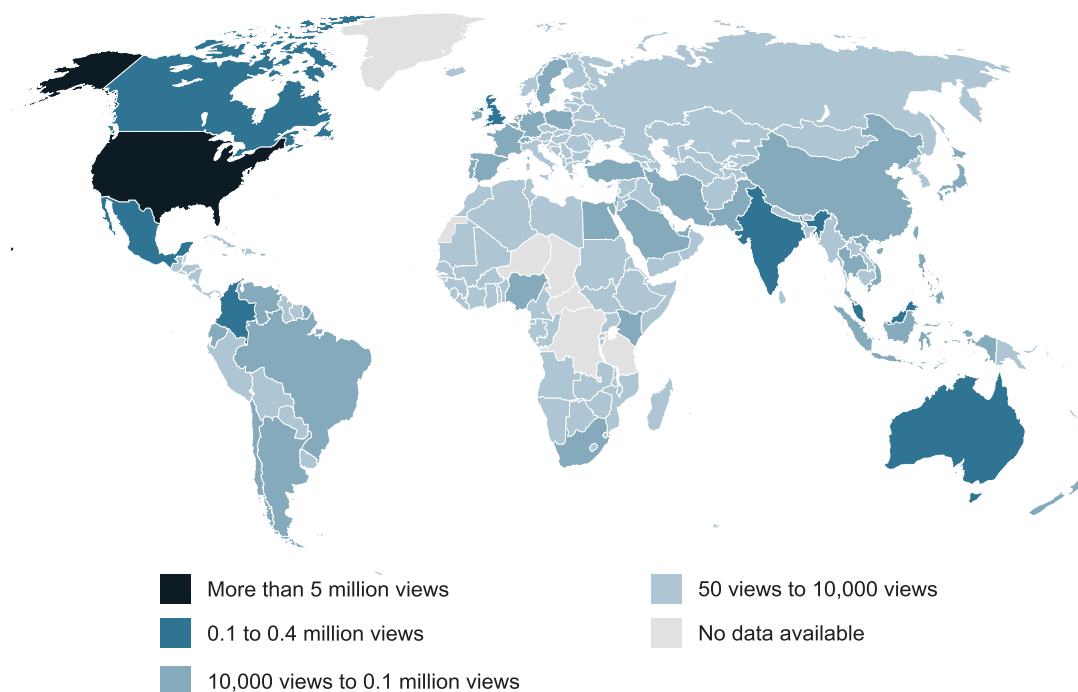 More than 5 million views
0.1 to 0.4 million views
10,000 views to 0.1 million views
50 views to 10,000 views
No data available